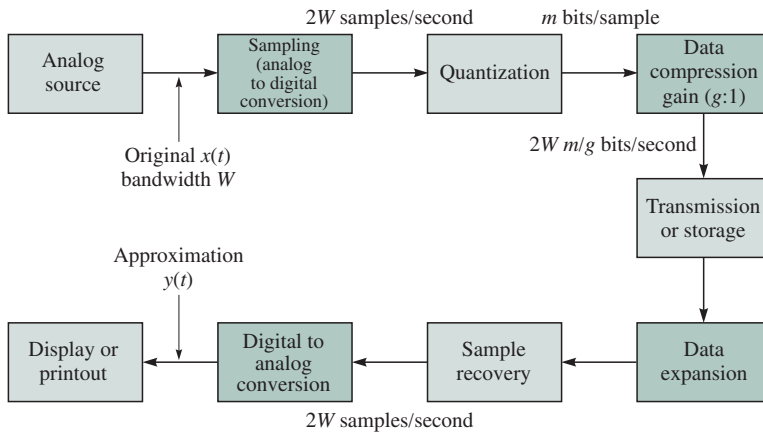 2W samples/second
m bits/sample
Analog
source
Sampling
(analog
to digital
conversion)
Quantization
Data
compression
gain (g:1)
Original x(t)
bandwidth W
2W m/g bits/second
Transmission
or storage
Approximation
y(t)
Display or
printout
Digital to
analog
conversion
Sample
recovery
Data
expansion
2W samples/second